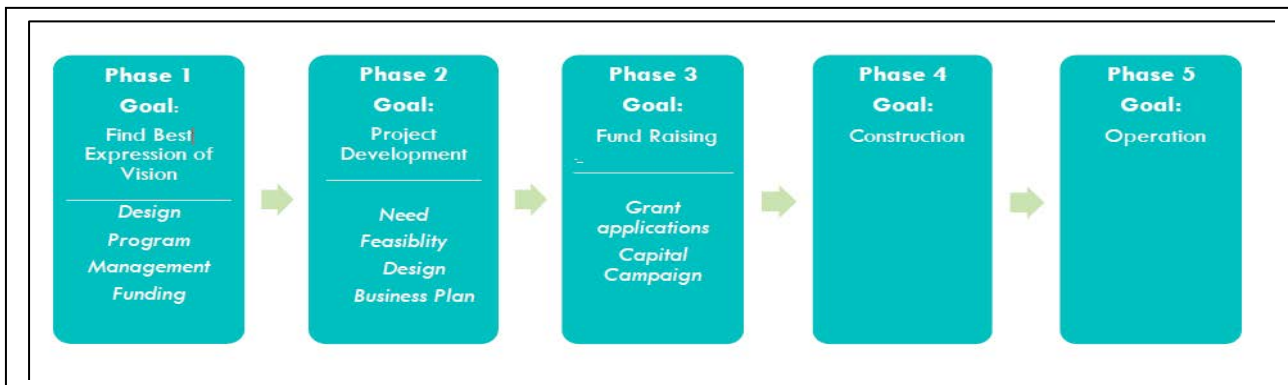 Phase 1
Goal:
Find Best
Expression of
Vision
Design
Program
Management
Funding
Phase 2
Goal:
Project
Development
Need
Feasiblity
Design
Business Plan
Phase 3
Goal:
Fund Raising
Grant
applications
Capital
Campaign
Phase 4
Goal:
Construction
Phase 5
Goal:
Operation